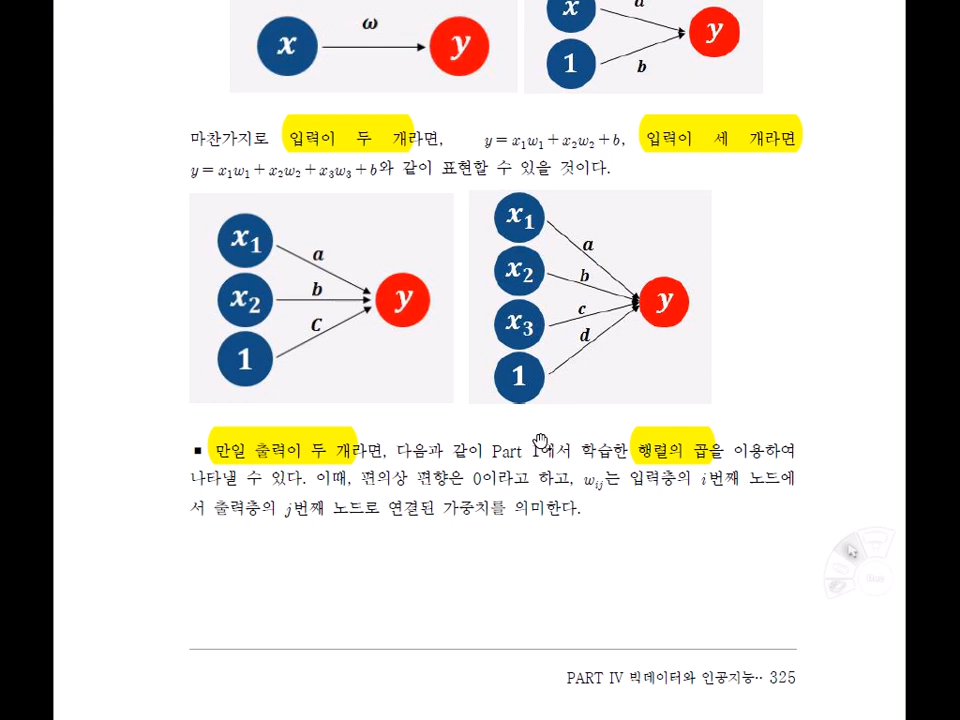 x ω y
x a
1 b y
마찬가지로 입력이 두 개라면, y=x₁w₁+x₂w₂+b, 입력이 세 개라면
y=x₁w₁+x₂w₂+x₃w₃+b와 같이 표현할 수 있을 것이다.
x₁ a
x₂ b y
1 C
x₁ a
x₂ b y
x₃ c
1 d
▪ 만일 출력이 두 개라면, 다음과 같이 Part 1에서 학습한 행렬의 곱을 이용하여
나타낼 수 있다. 이때, 편의상 편향은 0이라고 하고, wᵢⱼ는 입력층의 i번째 노드에
서 출력층의 j번째 노드로 연결된 가중치를 의미한다.
PART IV 빅데이터와 인공지능·· 325